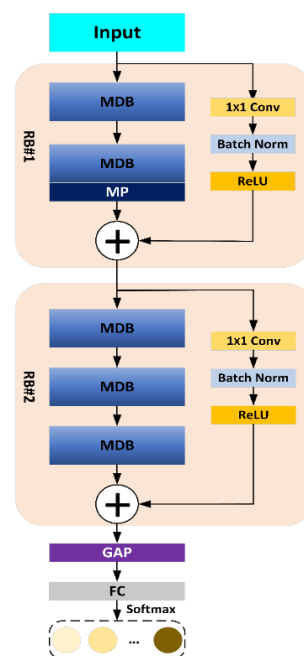 Input
RB#1
MDB
1x1 Conv
Batch Norm
MDB
MP
ReLU
+
RB#2
MDB
1x1 Conv
MDB
Batch Norm
ReLU
MDB
+
GAP
FC
Softmax
...